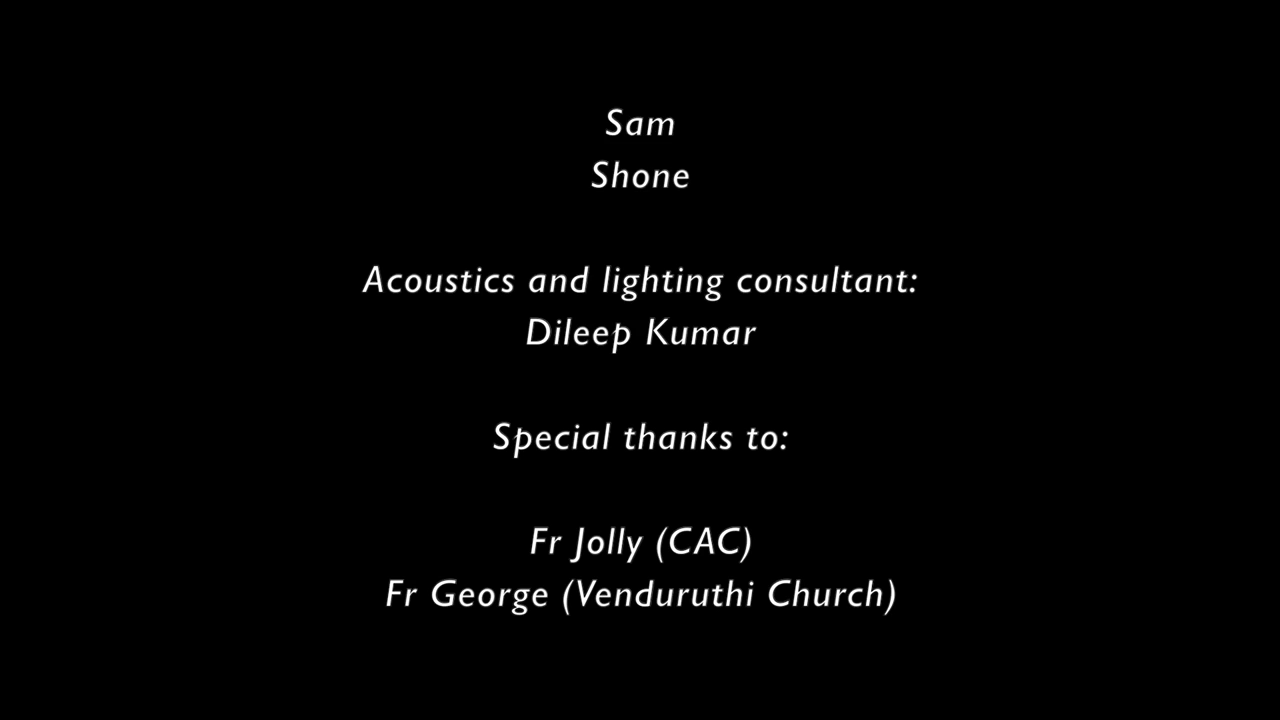 Sam
Shone
Acoustics and lighting consultant:
Dileep Kumar
Special thanks to:
Fr Jolly (CAC)
Fr George (Venduruthi Church)